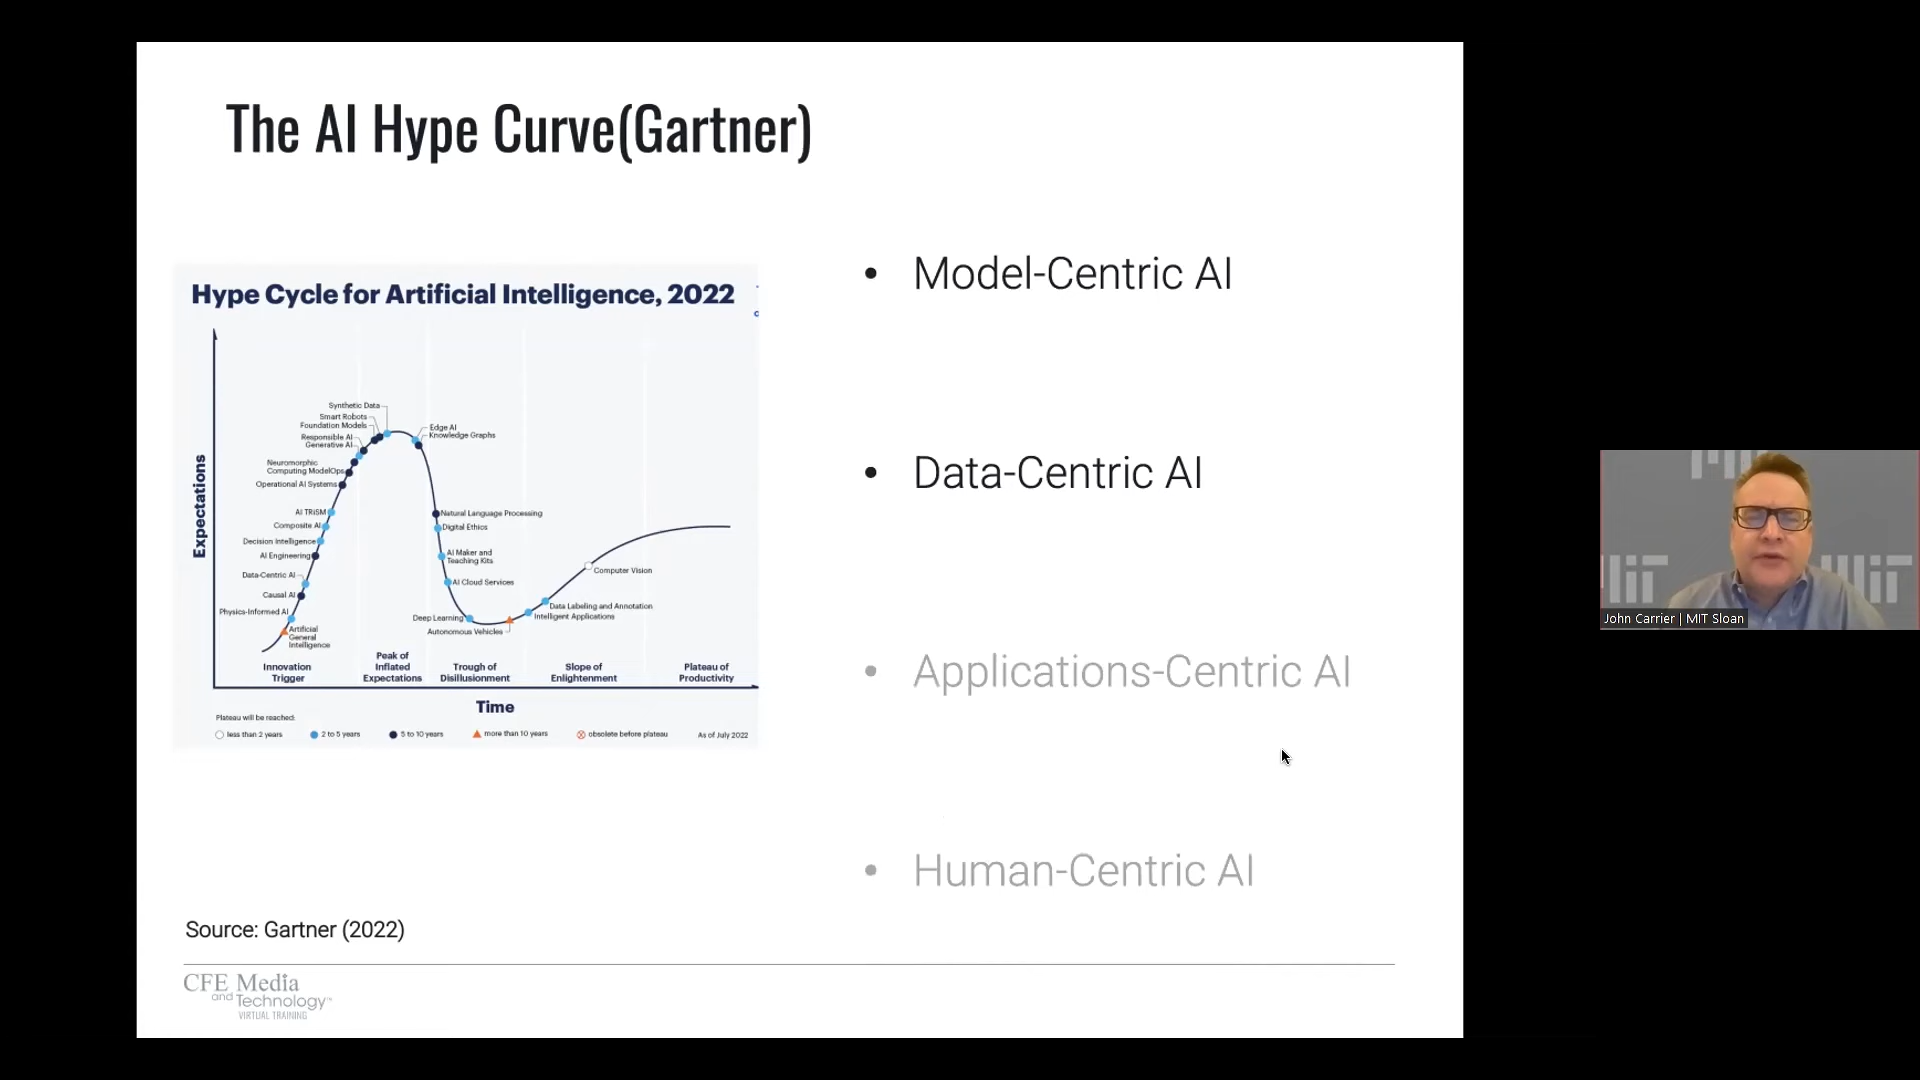 The AI Hype Curve(Gartner)
Hype Cycle for Artificial Intelligence, 2022
Expectations
Synthetic Data
Smart Robots
Foundation Models
Responsible AI
Generative AI
Neuromorphic
Computing ModelOps
Operational AI Systems
AI TRiSM
Composite AI
Decision Intelligence
AI Engineering
Data-Centric AI
Causal AI
Physics-Informed AI
Artificial
General
Intelligence
Edge AI
Knowledge Graphs
Natural Language Processing
Digital Ethics
AI Maker and
Teaching Kits
AI Cloud Services
Deep Learning
Autonomous Vehicles
Data Labeling and Annotation
Intelligent Applications
Computer Vision
Innovation
Trigger
Peak of
Inflated
Expectations
Trough of
Disillusionment
Slope of
Enlightenment
Plateau of
Productivity
Time
Plateau will be reached:
less than 2 years
2 to 5 years
5 to 10 years
more than 10 years
obsolete before plateau
As of July 2022
• Model-Centric AI
• Data-Centric AI
• Applications-Centric AI
• Human-Centric AI
Source: Gartner (2022)
CFE Media
and Technology™
VIRTUAL TRAINING
MIT
MIT
MIT
John Carrier | MIT Sloan